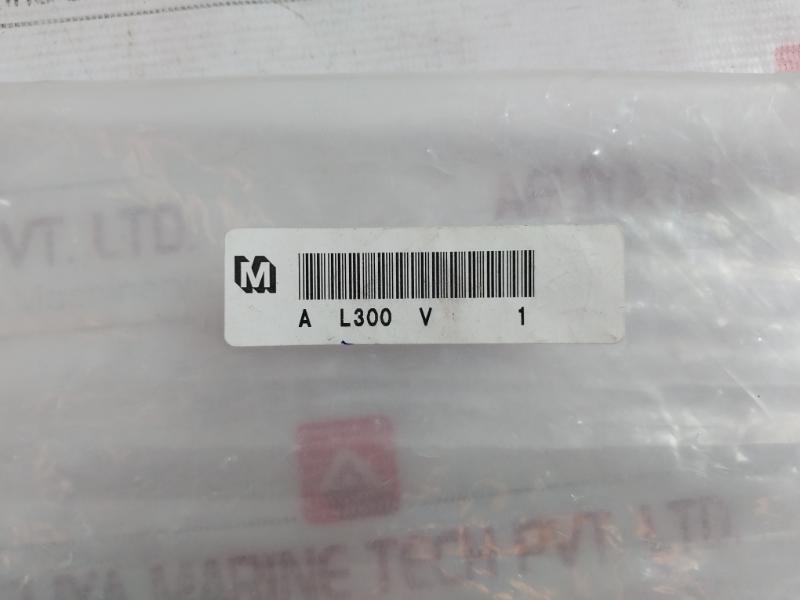 VT. LTD.
M
A L300 V 1
MARINE TECH PVT. LTD